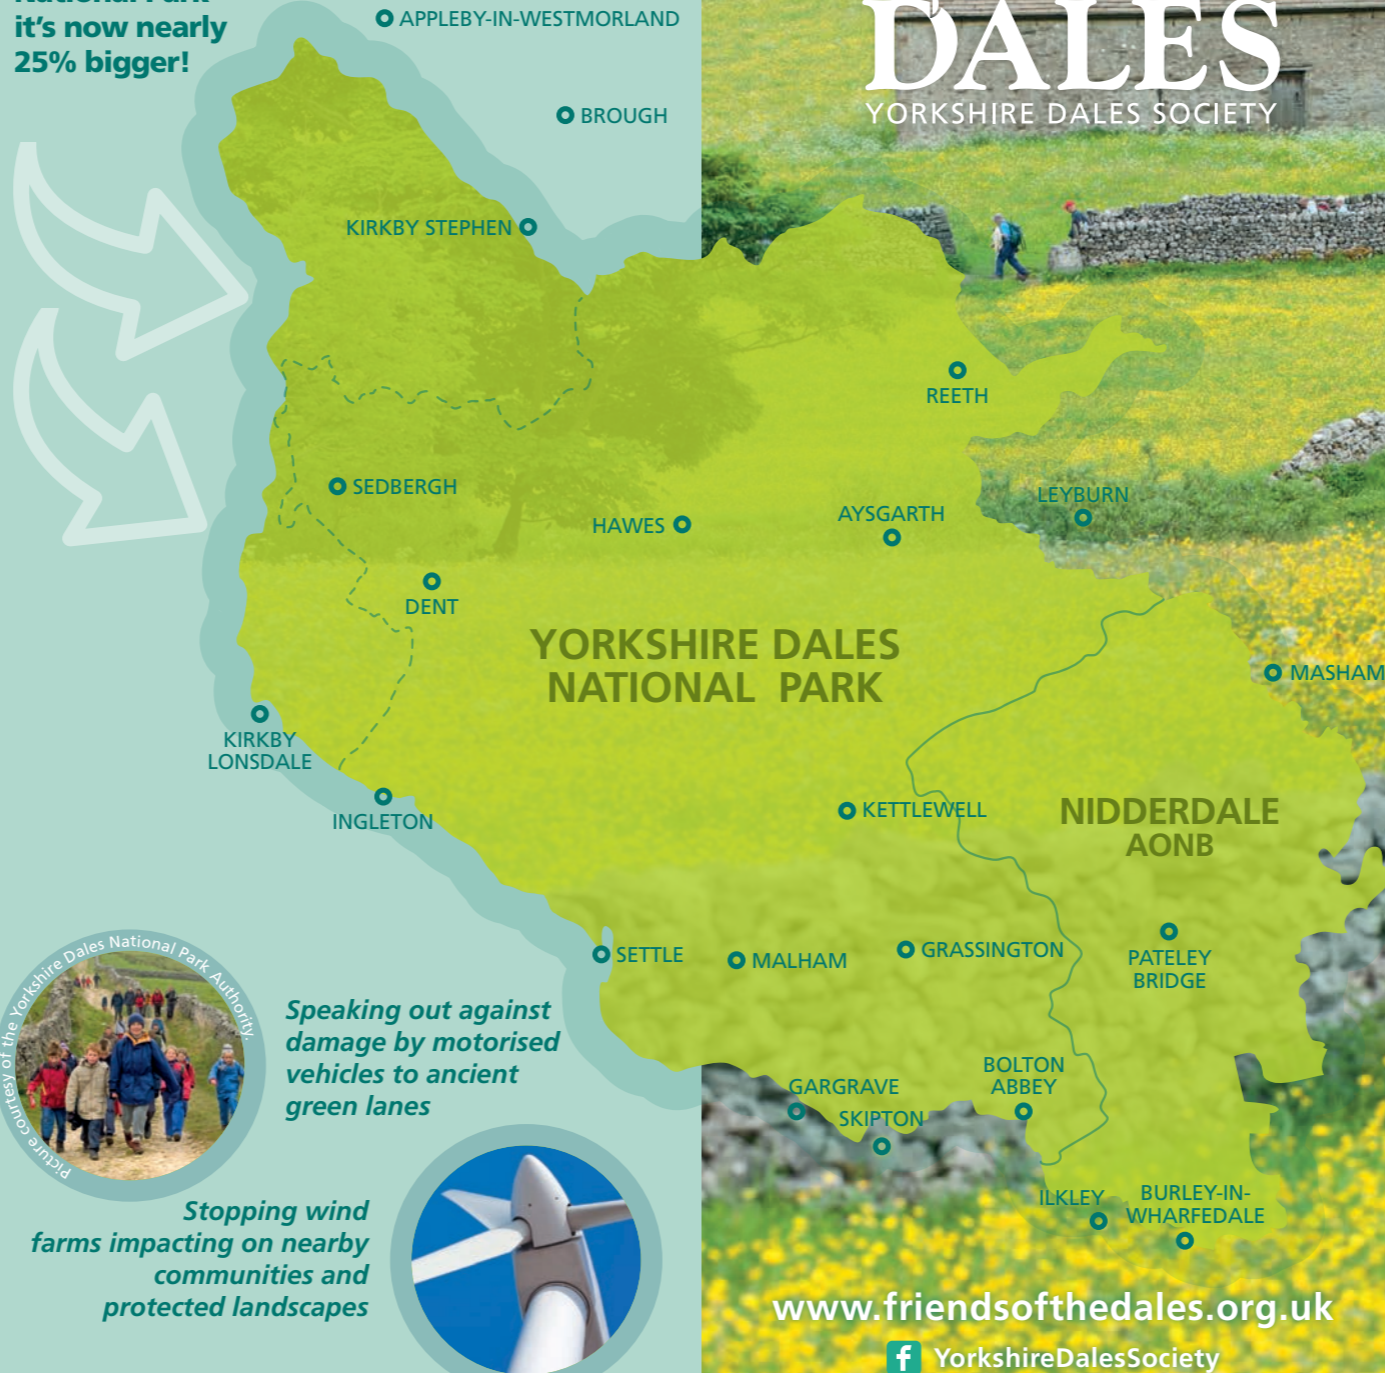 it's now nearly
25% bigger!
APPLEBY-IN-WESTMORLAND
BROUGH
KIRKBY STEPHEN
DALES
YORKSHIRE DALES SOCIETY
REETH
SEDBERGH
HAWES
AYSGARTH
LEYBURN
DENT
YORKSHIRE DALES
NATIONAL PARK
MASHAM
KIRKBY
LONSDALE
INGLETON
KETTLEWELL
NIDDERDALE
AONB
SETTLE
MALHAM
GRASSINGTON
PATELEY
BRIDGE
Picture courtesy of the Yorkshire Dales National Park Authority.
Speaking out against
damage by motorised
vehicles to ancient
green lanes
GARGRAVE
SKIPTON
BOLTON
ABBEY
ILKLEY
BURLEY-IN-
WHARFEDALE
Stopping wind
farms impacting on nearby
communities and
protected landscapes
www.friendsofthedales.org.uk
f YorkshireDalesSociety